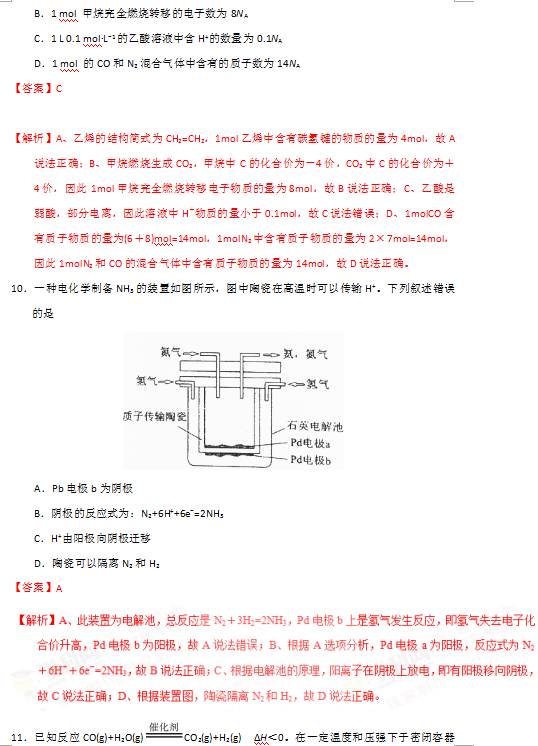 B．1 mol 甲烷完全燃烧转移的电子数为 8Nₐ
C．1 L 0.1 mol·L⁻¹的乙酸溶液中含 H⁺的数量为 0.1Nₐ
D．1 mol 的 CO 和 N₂ 混合气体中含有的质子数为 14Nₐ
【答案】C
【解析】A、乙烯的结构简式为 CH₂=CH₂，1mol 乙烯中含有碳氢键的物质的量为 4mol，故 A
说法正确；B、甲烷燃烧生成 CO₂，甲烷中 C 的化合价为－4 价，CO₂ 中 C 的化合价为＋
4 价，因此 1mol 甲烷完全燃烧转移电子物质的量为 8mol，故 B 说法正确；C、乙酸是
弱酸，部分电离，因此溶液中 H⁺物质的量小于 0.1mol，故 C 说法错误；D、1molCO 含
有质子物质的量为(6＋8)mol=14mol，1molN₂ 中含有质子物质的量为 2×7mol=14mol，
因此 1molN₂ 和 CO 的混合气体中含有质子物质的量为 14mol，故 D 说法正确。
10．一种电化学制备 NH₃ 的装置如图所示，图中陶瓷在高温时可以传输 H⁺。下列叙述错误
的是
氮气 氨，氮气
氢气 氢气
质子传输陶瓷
石英电解池
Pd电极a
Pd电极b
A．Pb 电极 b 为阴极
B．阴极的反应式为：N₂+6H⁺+6e⁻=2NH₃
C．H⁺由阳极向阴极迁移
D．陶瓷可以隔离 N₂ 和 H₂
【答案】A
【解析】A、此装置为电解池，总反应是 N₂＋3H₂=2NH₃，Pd 电极 b 上是氢气发生反应，即氢气失去电子化
合价升高，Pd 电极 b 为阳极，故 A 说法错误；B、根据 A 选项分析，Pd 电极 a 为阳极，反应式为 N₂
＋6H⁺＋6e⁻=2NH₃，故 B 说法正确；C、根据电解池的原理，阳离子在阴极上放电，即有阳极移向阴极，
故 C 说法正确；D、根据装置图，陶瓷隔离 N₂ 和 H₂，故 D 说法正确。
11．已知反应 CO(g)+H₂O(g) 催化剂 CO₂(g)+H₂(g) ΔH＜0。在一定温度和压强下于密闭容器